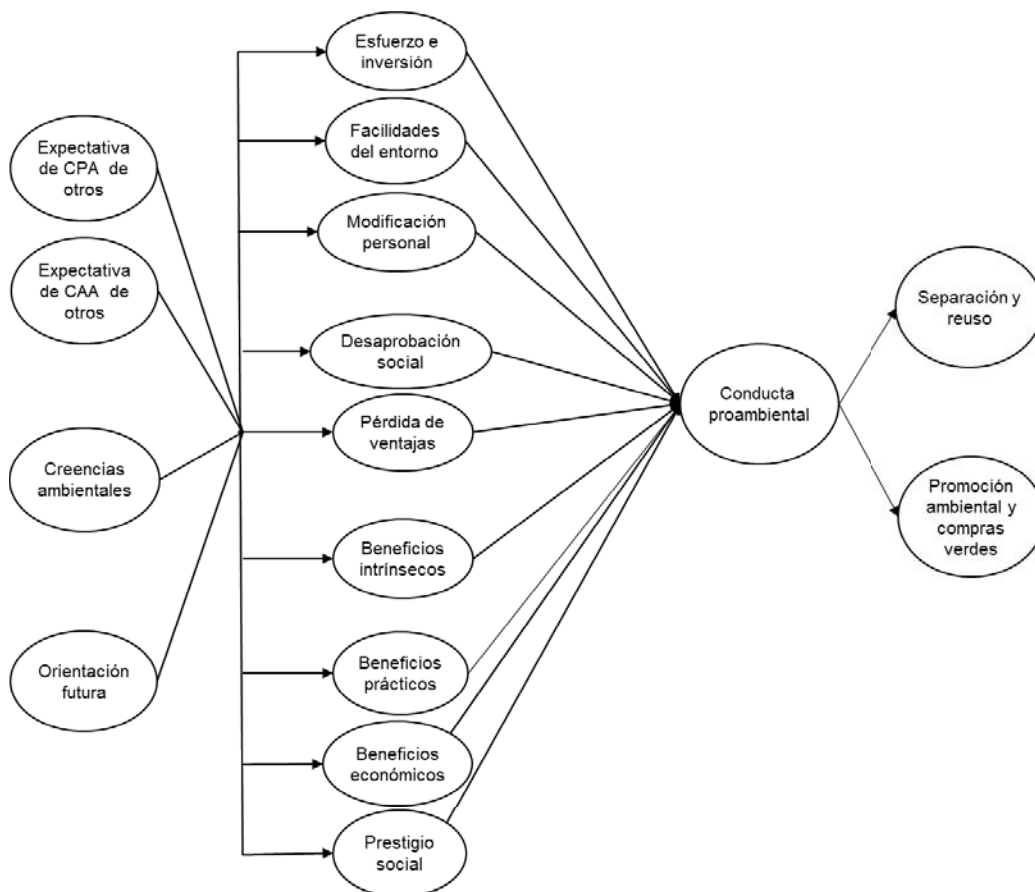 Expectativa
de CPA de
otros
Expectativa
de CAA de
otros
Creencias
ambientales
Orientación
futura
Esfuerzo e
inversión
Facilidades
del entorno
Modificación
personal
Desaprobación
social
Pérdida de
ventajas
Beneficios
intrínsecos
Beneficios
prácticos
Beneficios
económicos
Prestigio
social
Conducta
proambiental
Separación y
reuso
Promoción
ambiental y
compras
verdes